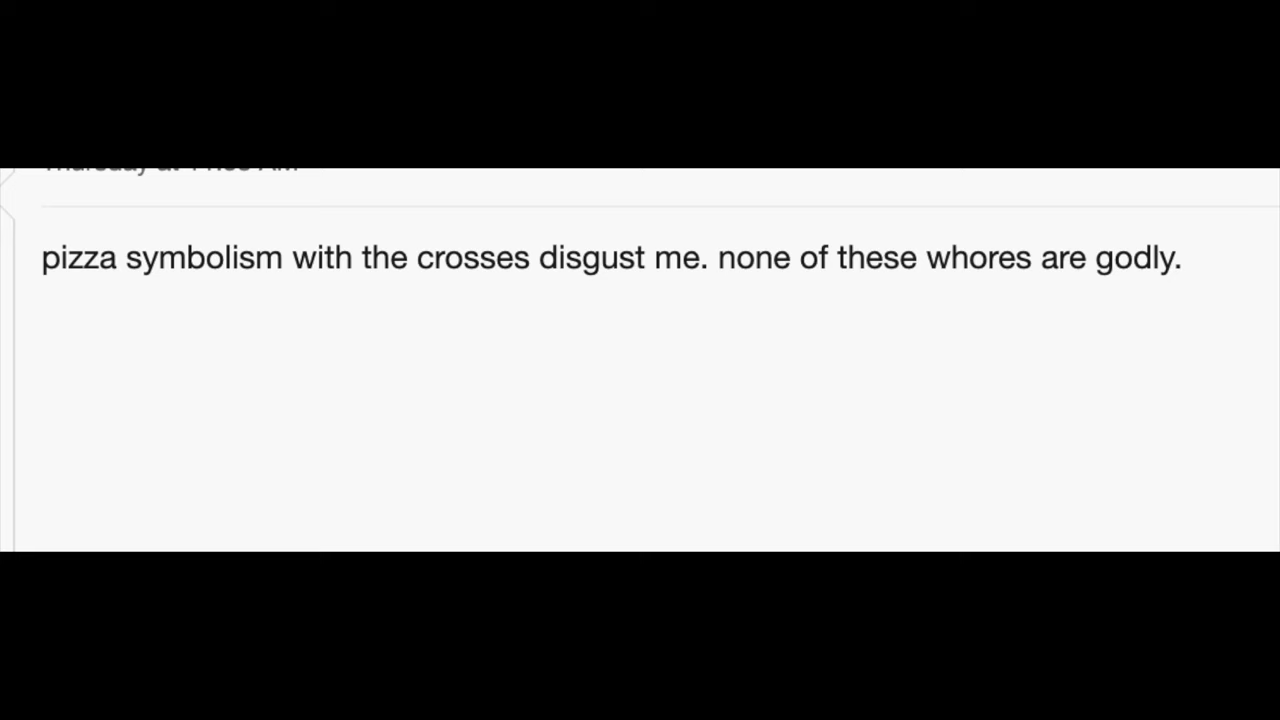 pizza symbolism with the crosses disgust me. none of these whores are godly.